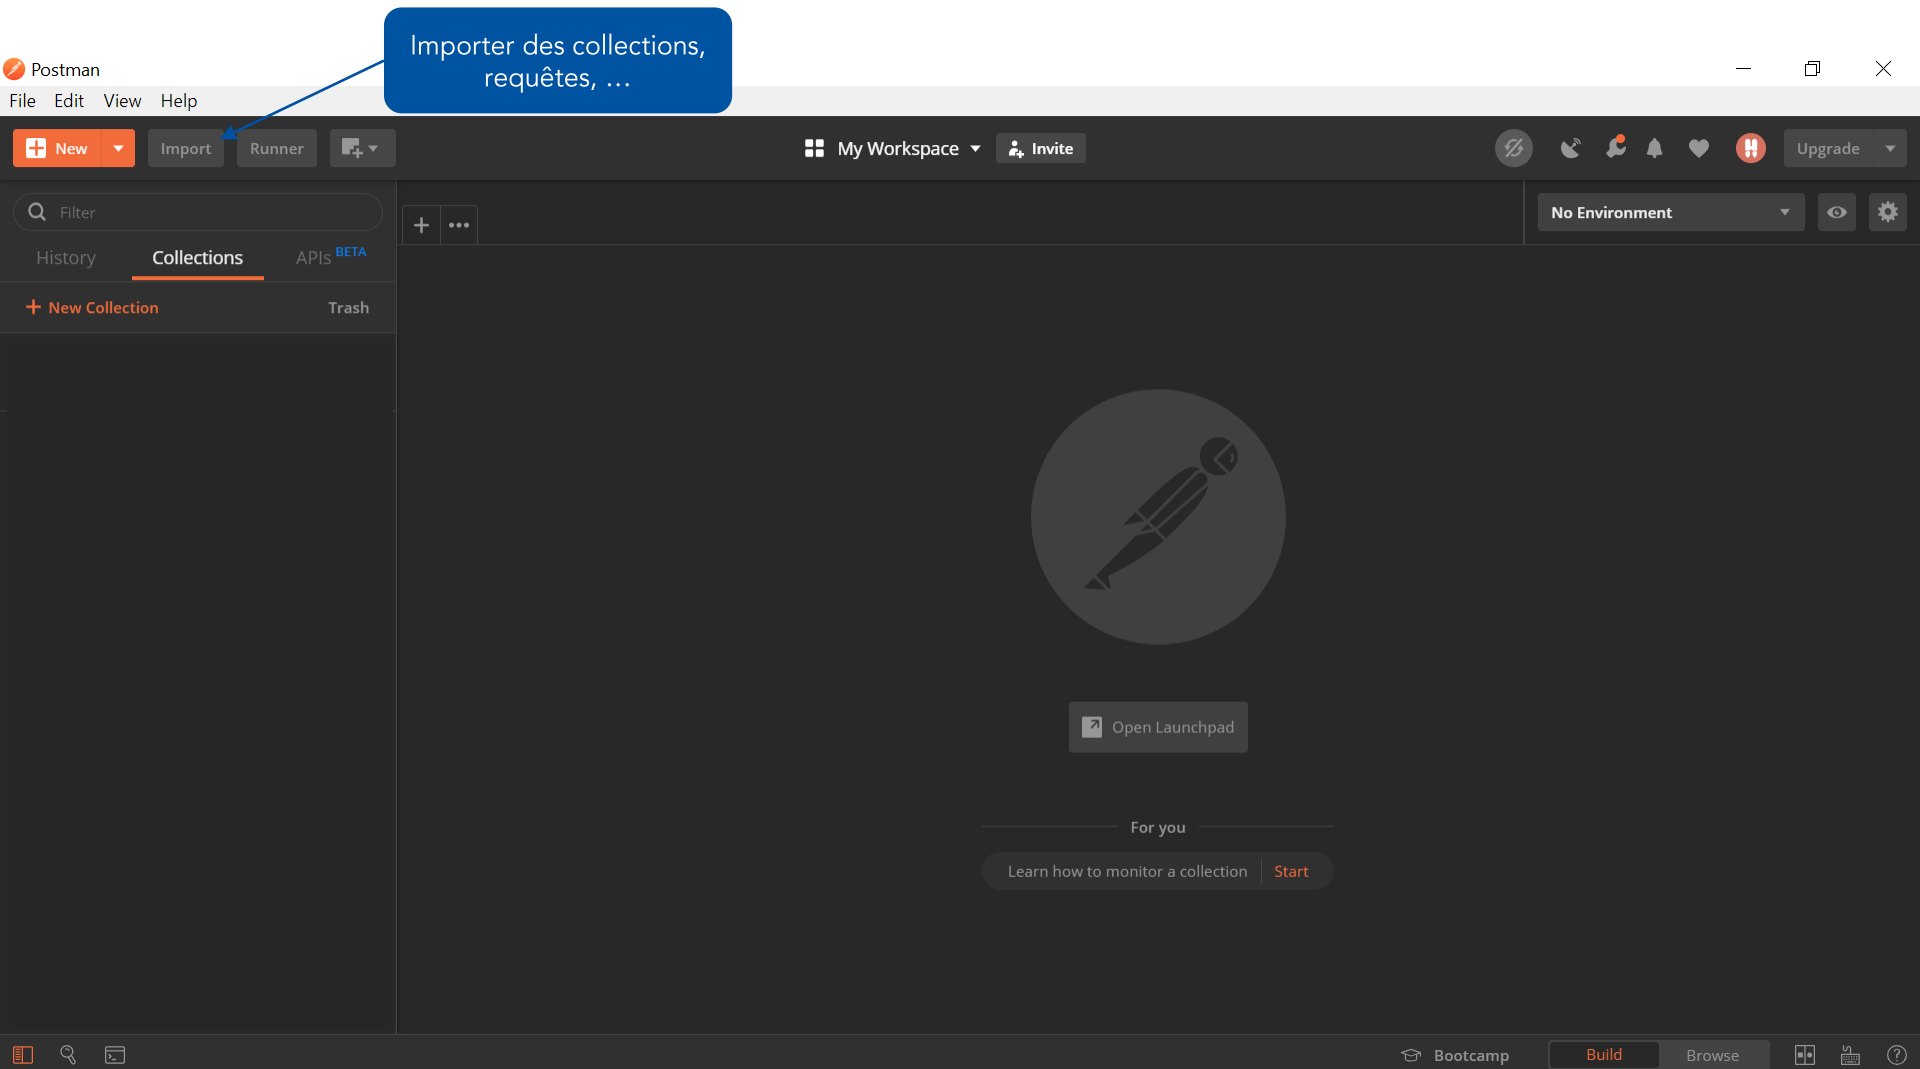 Importer des collections,
requêtes, …
Postman
File Edit View Help
New Import Runner My Workspace Invite Upgrade
Filter
No Environment
History Collections APIs BETA
New Collection Trash
Open Launchpad
For you
Learn how to monitor a collection Start
Bootcamp Build Browse